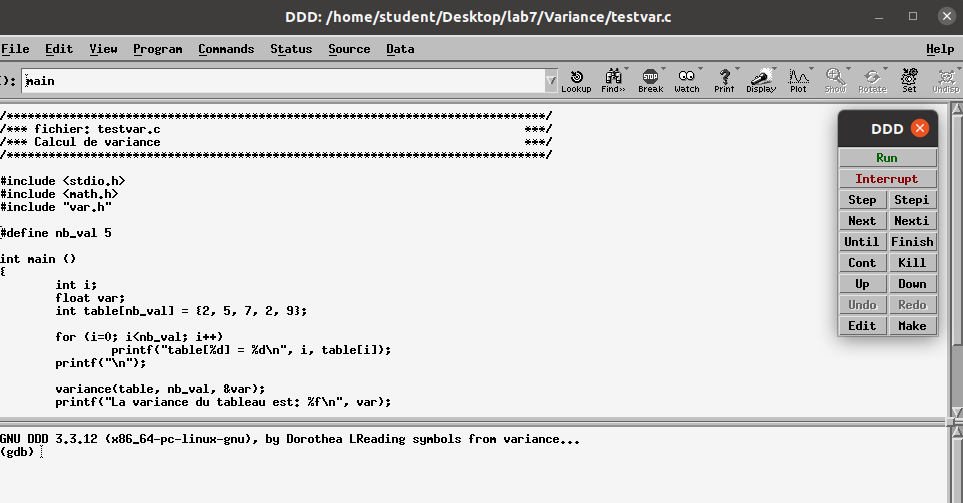 DDD: /home/student/Desktop/lab7/Variance/testvar.c
File Edit View Program Commands Status Source Data Help
): main
Lookup Find>> Break Watch Print Display Plot Show Rotate Set Undisp
/*****************************************************************************/
/*** fichier: testvar.c ***/
/*** Calcul de variance ***/
/*****************************************************************************/
#include <stdio.h>
#include <math.h>
#include "var.h"
#define nb_val 5
int main ()
{
int i;
float var;
int table[nb_val] = {2, 5, 7, 2, 9};
for (i=0; i<nb_val; i++)
printf("table[%d] = %d\n", i, table[i]);
printf("\n");
variance(table, nb_val, &var);
printf("La variance du tableau est: %f\n", var);
DDD
Run
Interrupt
Step Stepi
Next Nexti
Until Finish
Cont Kill
Up Down
Undo Redo
Edit Make
GNU DDD 3.3.12 (x86_64-pc-linux-gnu), by Dorothea LReading symbols from variance...
(gdb)